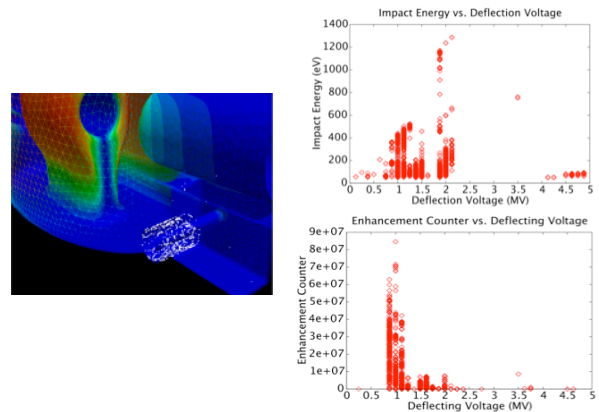 Impact Energy vs. Deflection Voltage
Impact Energy (eV)
1400
1200
1000
800
600
400
200
0
0 0.5 1 1.5 2 2.5 3 3.5 4 4.5 5
Deflection Voltage (MV)
Enhancement Counter vs. Deflecting Voltage
Enhancement Counter
9e+07
8e+07
7e+07
6e+07
5e+07
4e+07
3e+07
2e+07
1e+07
0
0 0.5 1 1.5 2 2.5 3 3.5 4 4.5 5
Deflecting Voltage (MV)